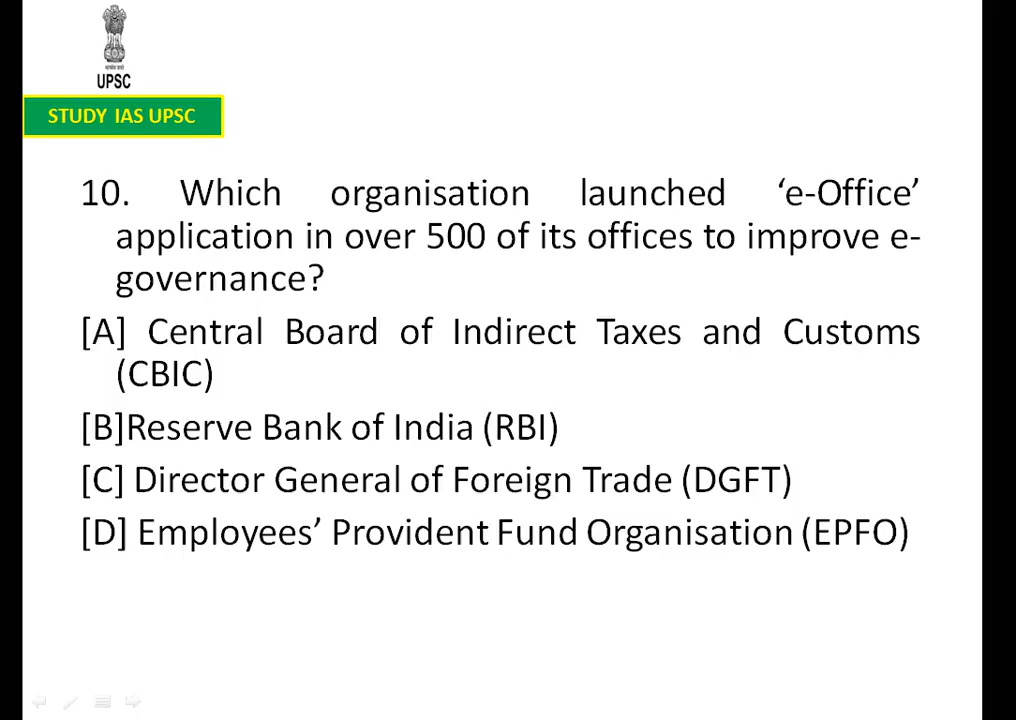 UPSC
STUDY IAS UPSC
10. Which organisation launched ‘e-Office’
application in over 500 of its offices to improve e-
governance?
[A] Central Board of Indirect Taxes and Customs
(CBIC)
[B]Reserve Bank of India (RBI)
[C] Director General of Foreign Trade (DGFT)
[D] Employees’ Provident Fund Organisation (EPFO)